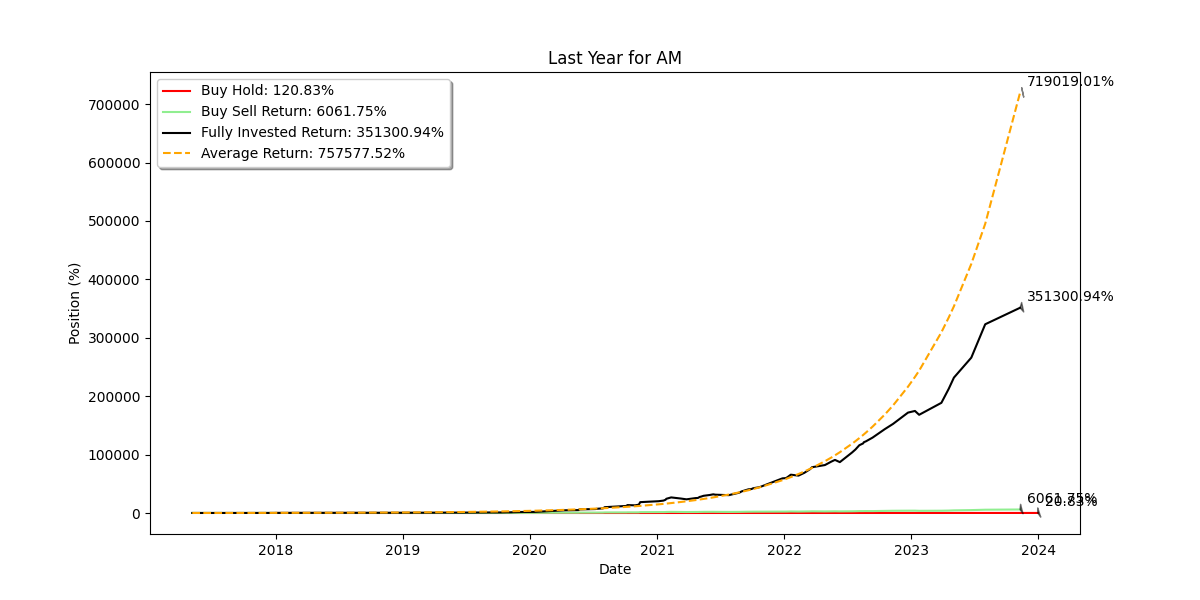 Last Year for AM
Buy Hold: 120.83%
Buy Sell Return: 6061.75%
Fully Invested Return: 351300.94%
Average Return: 757577.52%
719019.01%
351300.94%
6061.75%
20.83%
700000
600000
500000
400000
300000
200000
100000
0
Position (%)
2018 2019 2020 2021 2022 2023 2024
Date